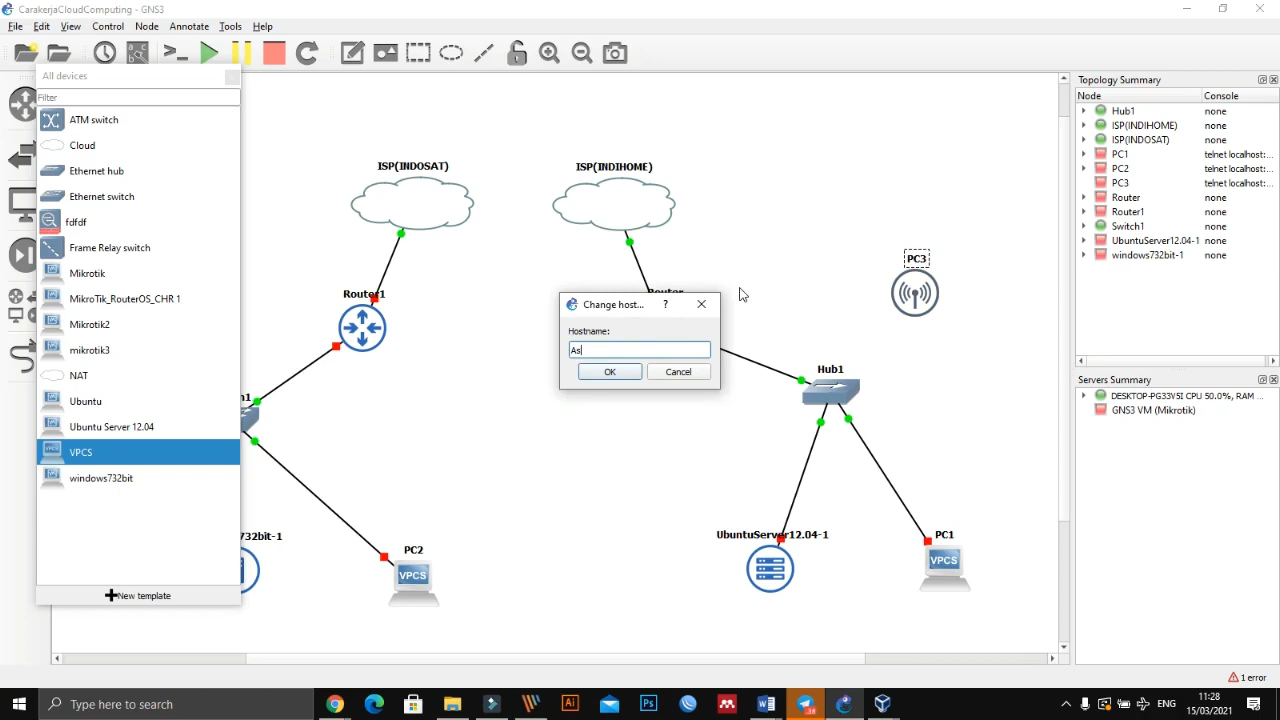 CarakerjaCloudComputing - GNS3
File Edit View Control Node Annotate Tools Help
All devices
Filter
ATM switch
Cloud
Ethernet hub
Ethernet switch
fdfdf
Frame Relay switch
Mikrotik
MikroTik_RouterOS_CHR 1
Mikrotik2
mikrotik3
NAT
Ubuntu
Ubuntu Server 12.04
VPCS
windows732bit
New template
ISP(INDOSAT)
ISP(INDIHOME)
Router1
Router
PC3
Change host...
?
Hostname:
As
OK Cancel
Hub1
n1
732bit-1
PC2
VPCS
UbuntuServer12.04-1
PC1
VPCS
Topology Summary
Node Console
Hub1 none
ISP(INDIHOME) none
ISP(INDOSAT) none
PC1 telnet localhost:...
PC2 telnet localhost:...
PC3 telnet localhost:...
Router none
Router1 none
Switch1 none
UbuntuServer12.04-1 none
windows732bit-1 none
Servers Summary
DESKTOP-PG33V5I CPU 50.0%, RAM ...
GNS3 VM (Mikrotik)
1 error
Type here to search
Ai
Ps
ENG
11:28
15/03/2021